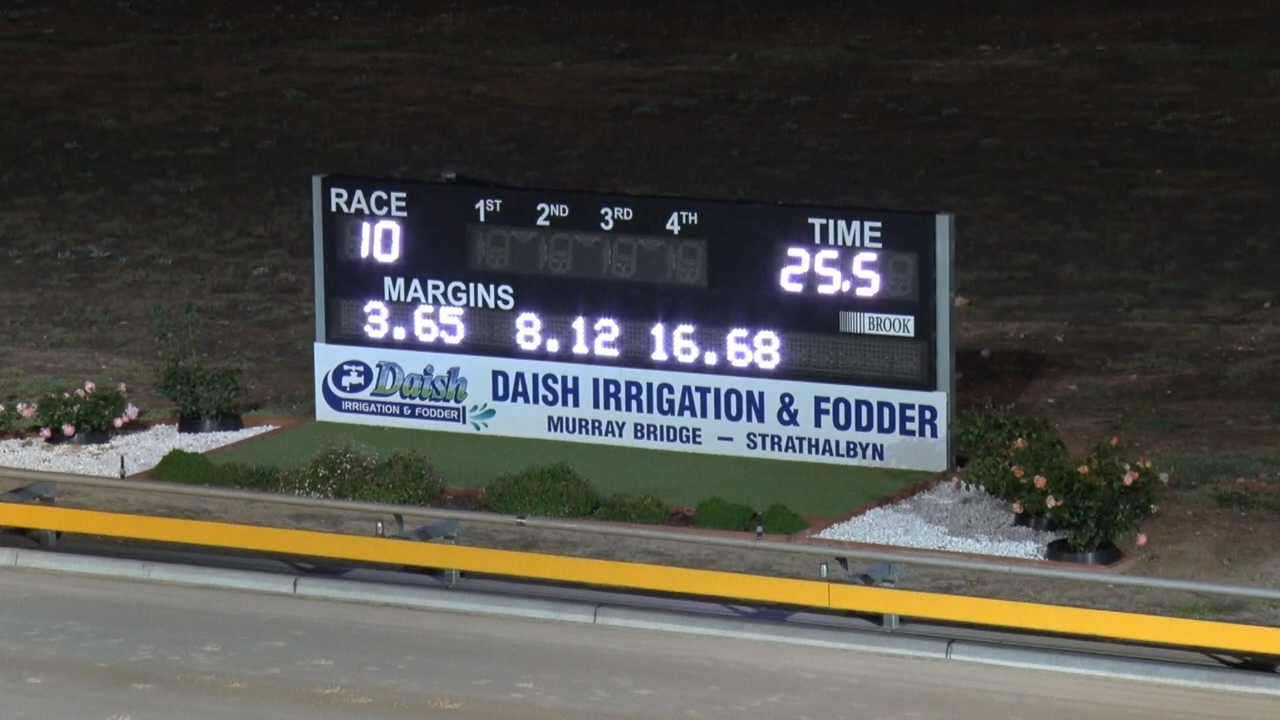 RACE 1ST 2ND 3RD 4TH TIME
10 25.5
MARGINS
3.65 8.12 16.68
BROOK
Daish
IRRIGATION & FODDER
DAISH IRRIGATION & FODDER
MURRAY BRIDGE — STRATHALBYN